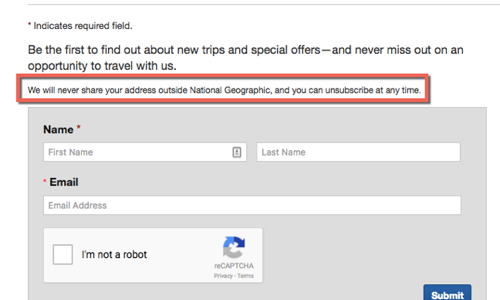 * Indicates required field.
Be the first to find out about new trips and special offers—and never miss out on an
opportunity to travel with us.
We will never share your address outside National Geographic, and you can unsubscribe at any time.
Name *
First Name
Last Name
* Email
Email Address
I'm not a robot
reCAPTCHA
Privacy - Terms
Submit